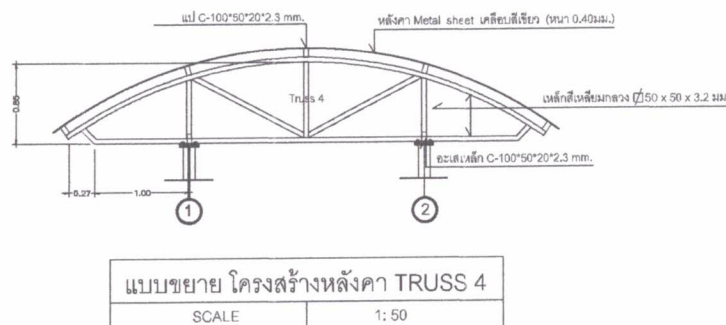 แป C-100*50*20*2.3 mm.
หลังคา Metal sheet เคลือบสีเขียว (หนา 0.40มม.)
เหล็กสี่เหลี่ยมกลวง 50 x 50 x 3.2 มม
Truss 4
0.80
อะเสเหล็ก C-100*50*20*2.3 mm.
0.27
1.00
1
2
แบบขยาย โครงสร้างหลังคา TRUSS 4
SCALE
1: 50